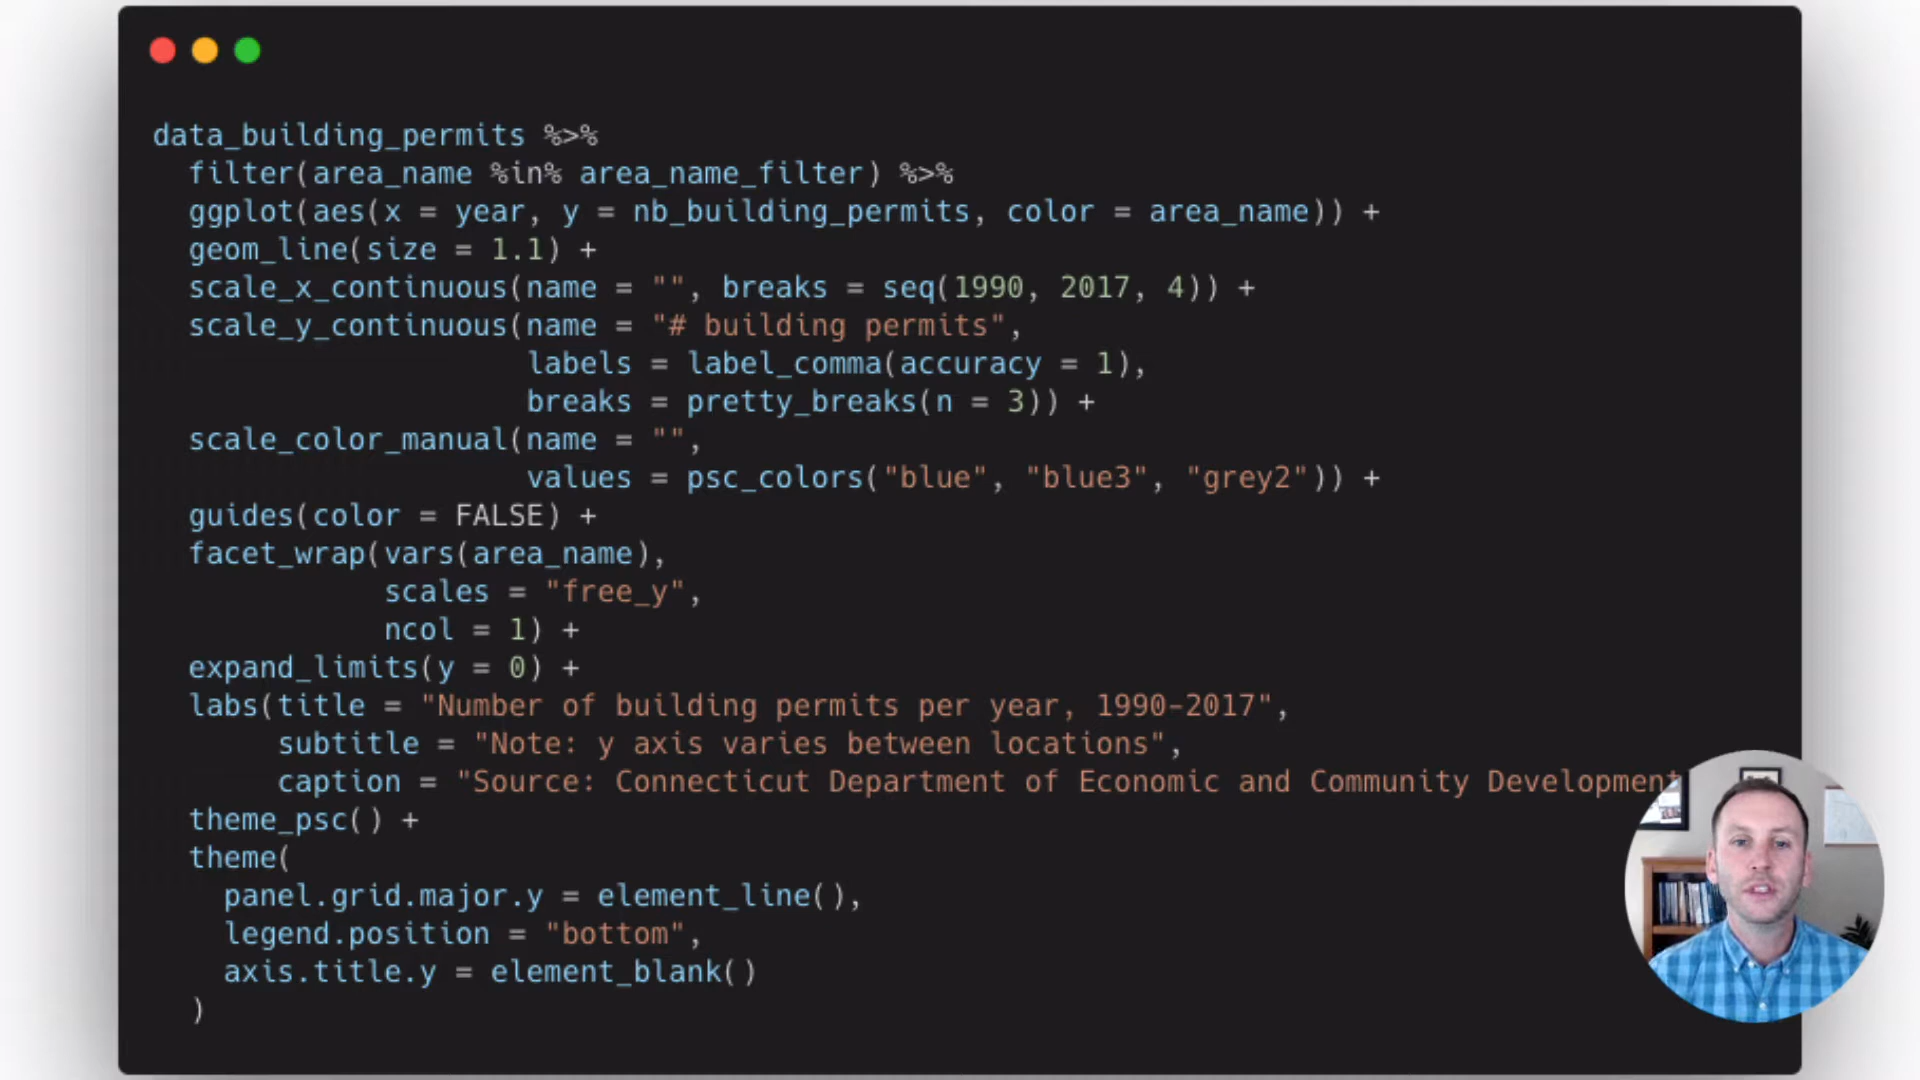 data_building_permits %>%
filter(area_name %in% area_name_filter) %>%
ggplot(aes(x = year, y = nb_building_permits, color = area_name)) +
geom_line(size = 1.1) +
scale_x_continuous(name = "", breaks = seq(1990, 2017, 4)) +
scale_y_continuous(name = "# building permits",
labels = label_comma(accuracy = 1),
breaks = pretty_breaks(n = 3)) +
scale_color_manual(name = "",
values = psc_colors("blue", "blue3", "grey2")) +
guides(color = FALSE) +
facet_wrap(vars(area_name),
scales = "free_y",
ncol = 1) +
expand_limits(y = 0) +
labs(title = "Number of building permits per year, 1990-2017",
subtitle = "Note: y axis varies between locations",
caption = "Source: Connecticut Department of Economic and Community Development
theme_psc() +
theme(
panel.grid.major.y = element_line(),
legend.position = "bottom",
axis.title.y = element_blank()
)